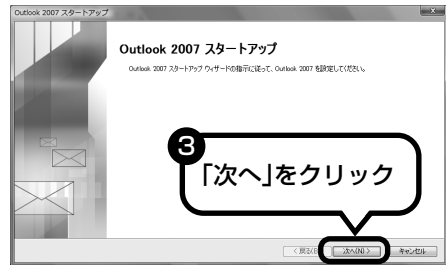 Outlook 2007 スタートアップ
Outlook 2007 スタートアップ
Outlook 2007 スタートアップ ウィザードの指示に従って、Outlook 2007 を設定してください。
3
「次へ」をクリック
< 戻る(B)
次へ(N) >
キャンセル